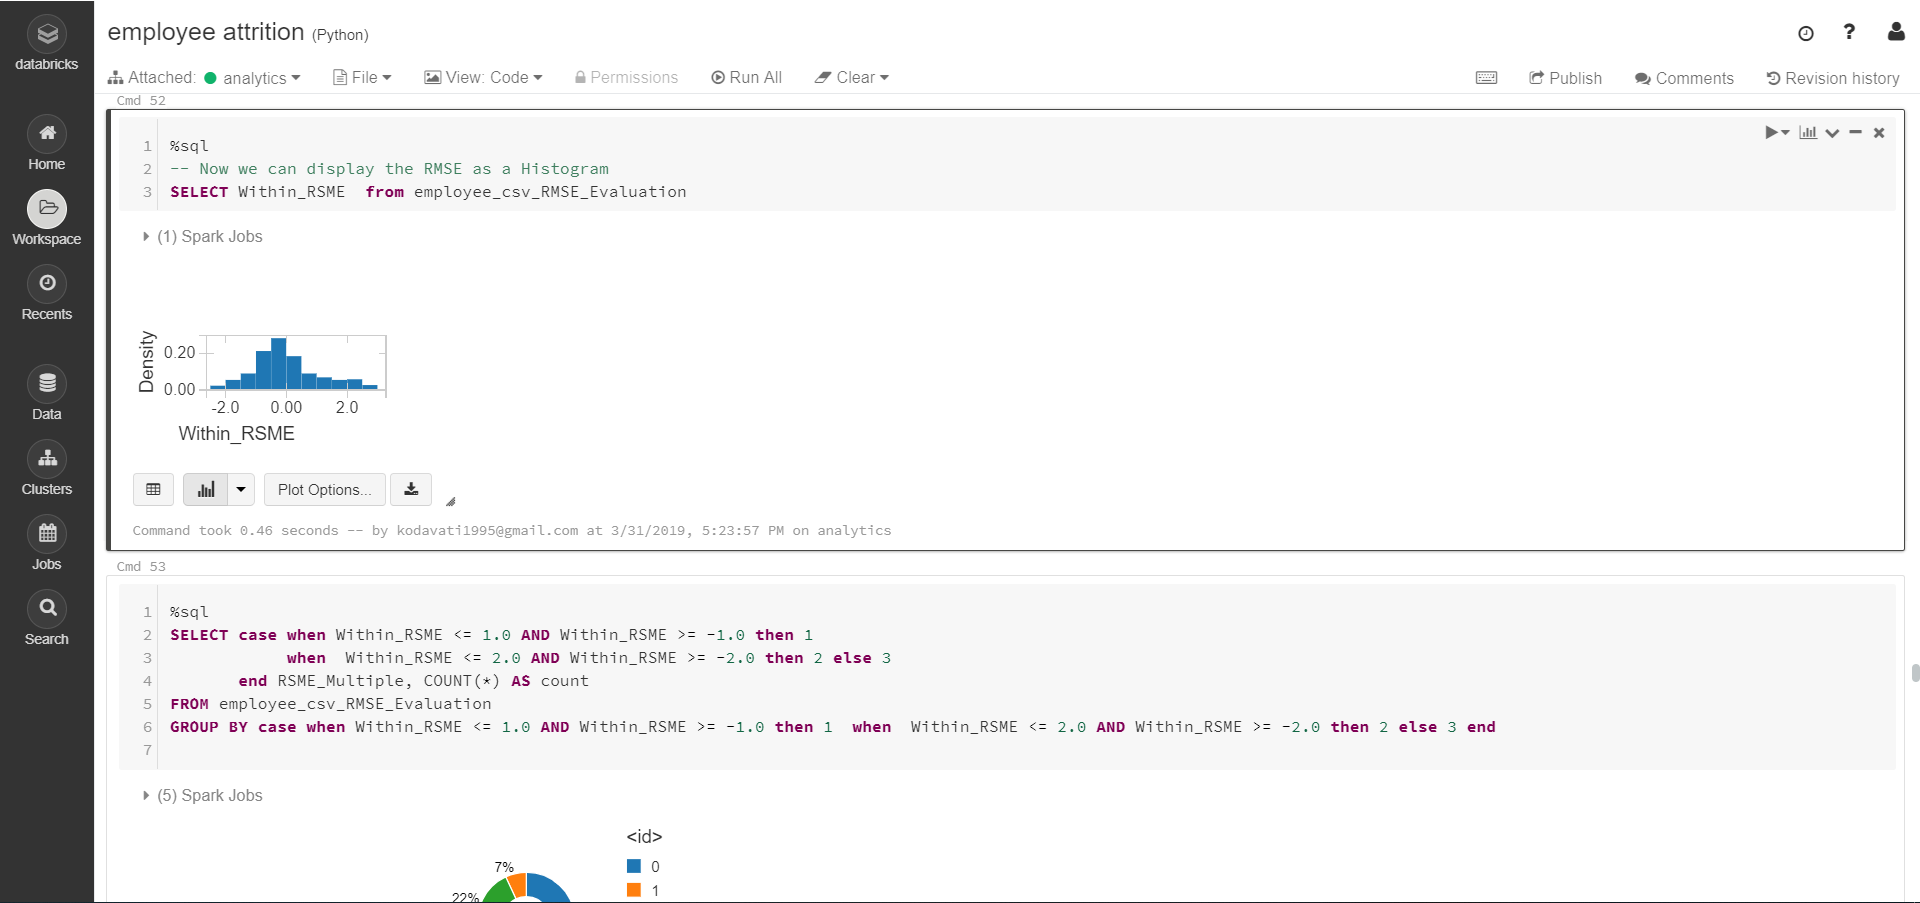 databricks
Home
Workspace
Recents
Data
Clusters
Jobs
Search
employee attrition (Python)
Attached: analytics File View: Code Permissions Run All Clear Publish Comments Revision history
Cmd 52
1 %sql
2 -- Now we can display the RMSE as a Histogram
3 SELECT Within_RSME  from employee_csv_RMSE_Evaluation
(1) Spark Jobs
Density
0.20
0.00
-2.0 0.00 2.0
Within_RSME
Plot Options...
Command took 0.46 seconds -- by kodavati1995@gmail.com at 3/31/2019, 5:23:57 PM on analytics
Cmd 53
1 %sql
2 SELECT case when Within_RSME <= 1.0 AND Within_RSME >= -1.0 then 1
3             when  Within_RSME <= 2.0 AND Within_RSME >= -2.0 then 2 else 3
4        end RSME_Multiple, COUNT(*) AS count
5 FROM employee_csv_RMSE_Evaluation
6 GROUP BY case when Within_RSME <= 1.0 AND Within_RSME >= -1.0 then 1  when  Within_RSME <= 2.0 AND Within_RSME >= -2.0 then 2 else 3 end
7
(5) Spark Jobs
<id>
0
1
7%
22%